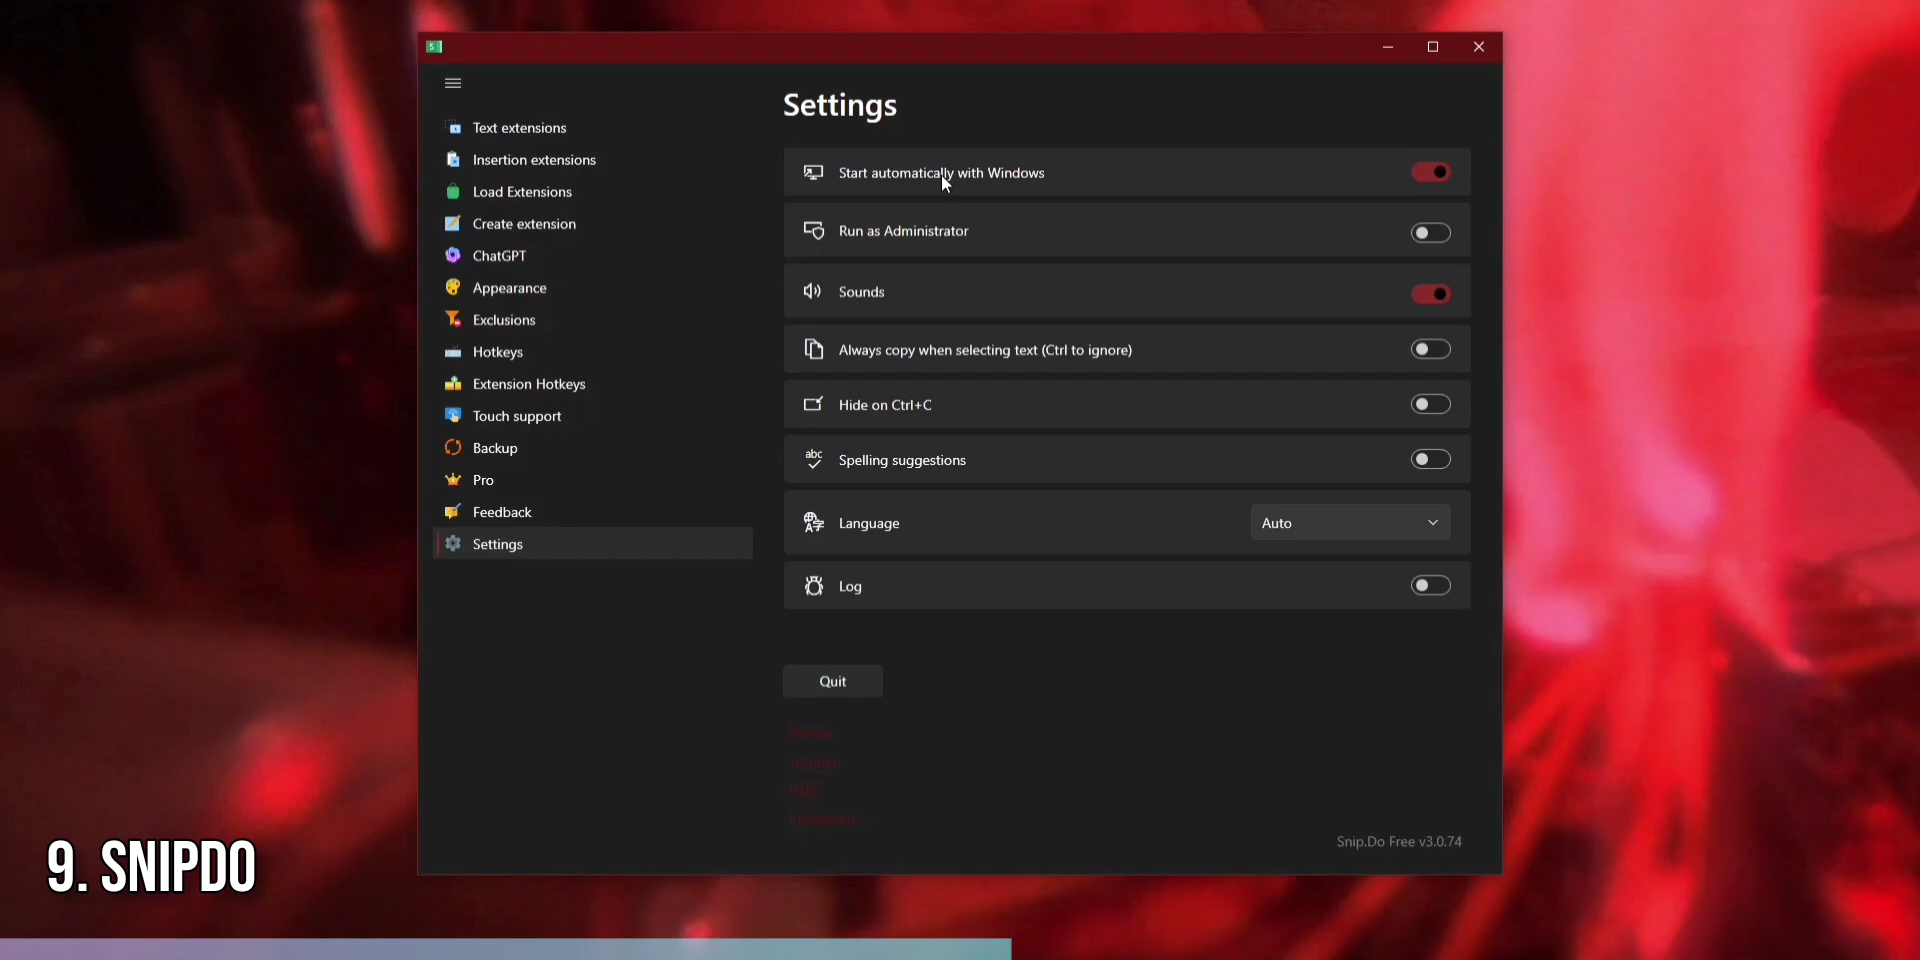 Settings
Text extensions
Insertion extensions
Load Extensions
Create extension
ChatGPT
Appearance
Exclusions
Hotkeys
Extension Hotkeys
Touch support
Backup
Pro
Feedback
Settings
Start automatically with Windows
Run as Administrator
Sounds
Always copy when selecting text (Ctrl to ignore)
Hide on Ctrl+C
abc
Spelling suggestions
Language
Auto
Log
Quit
Snip.Do Free v3.0.74
9. SNIPDO